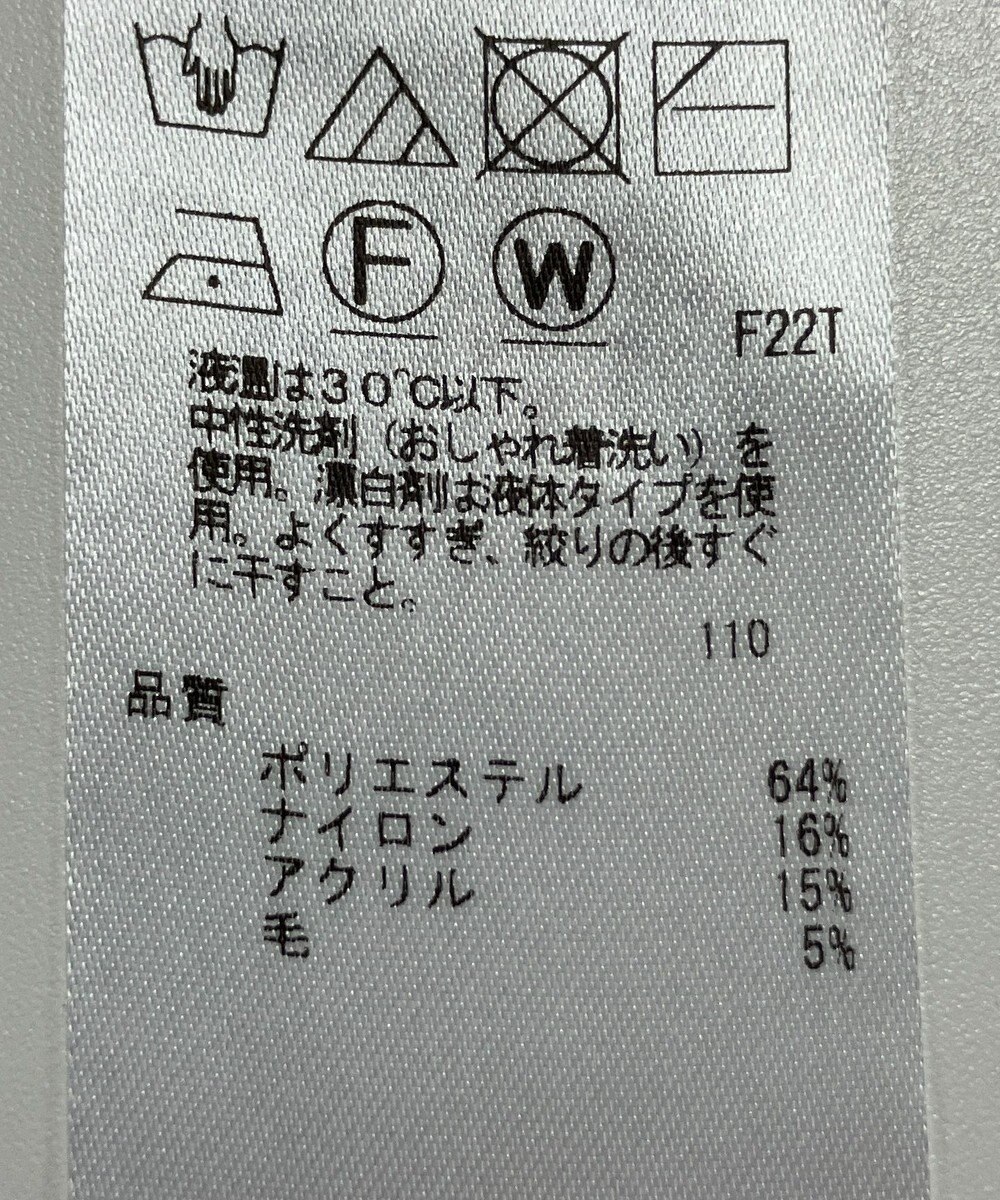 F
W
F22T
液温は30℃以下。
中性洗剤（おしゃれ着洗い）を
使用。漂白剤は液体タイプを使
用。よくすすぎ、絞りの後すぐ
に干すこと。
110
品質
ポリエステル 64%
ナイロン 16%
アクリル 15%
毛 5%